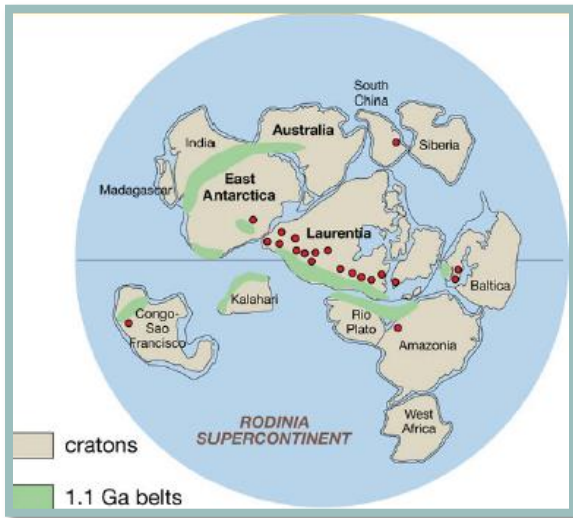 South
China
Australia
India
Siberia
East
Antarctica
Madagascar
Laurentia
Baltica
Kalahari
Congo-
Sao
Francisco
Rio
Plato
Amazonia
West
Africa
RODINIA
SUPERCONTINENT
cratons
1.1 Ga belts